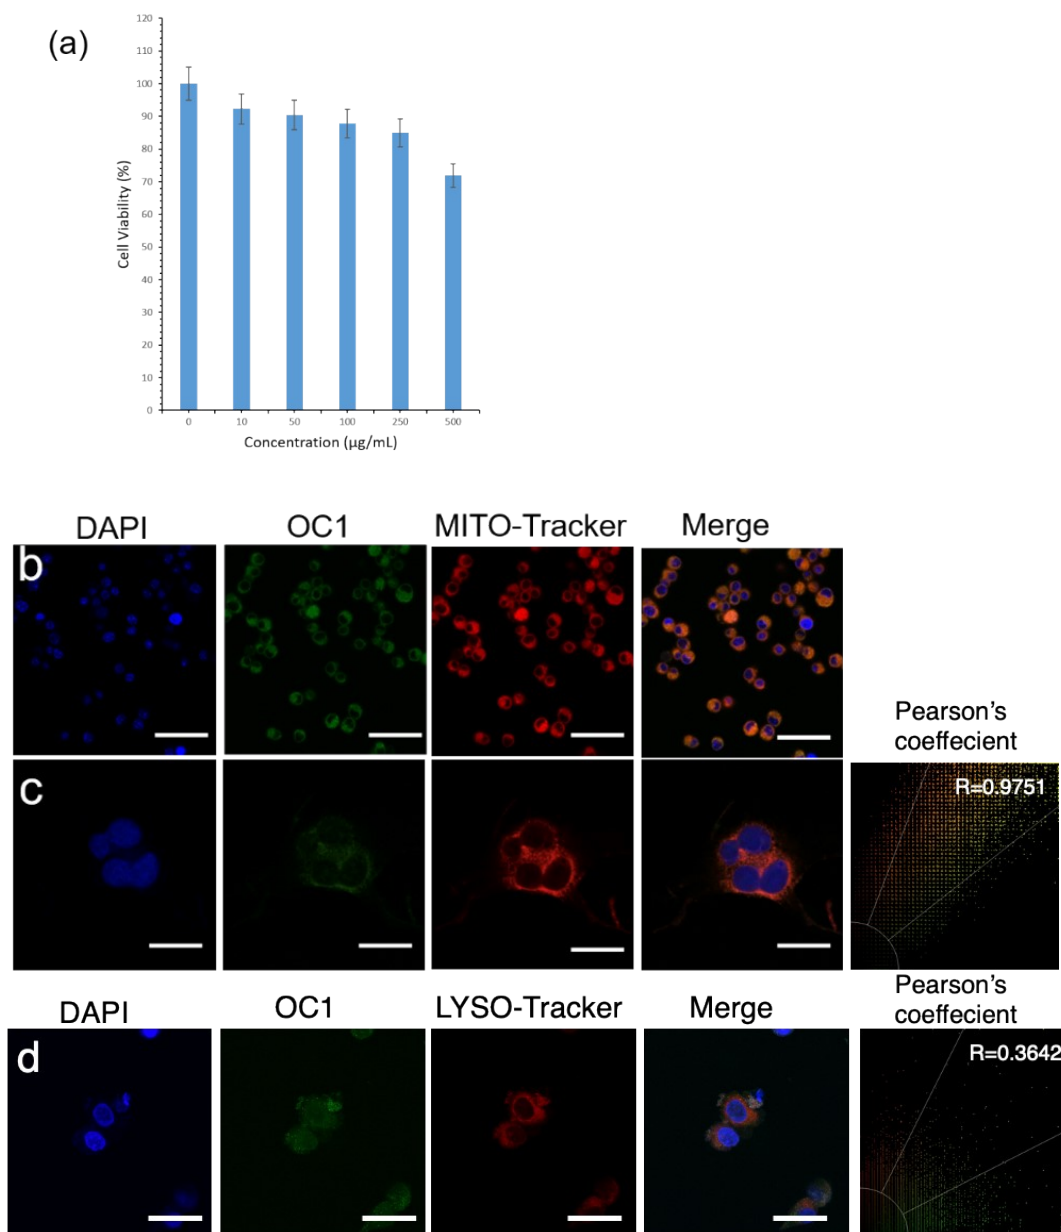 (a)
120
110
100
90
80
70
60
50
40
30
20
10
0
Cell Viability (%)
0 10 50 100 250 500
Concentration (µg/mL)
DAPI OC1 MITO-Tracker Merge
b
Pearson's
coeffecient
c
R=0.9751
DAPI OC1 LYSO-Tracker Merge
Pearson's
coeffecient
d
R=0.3642